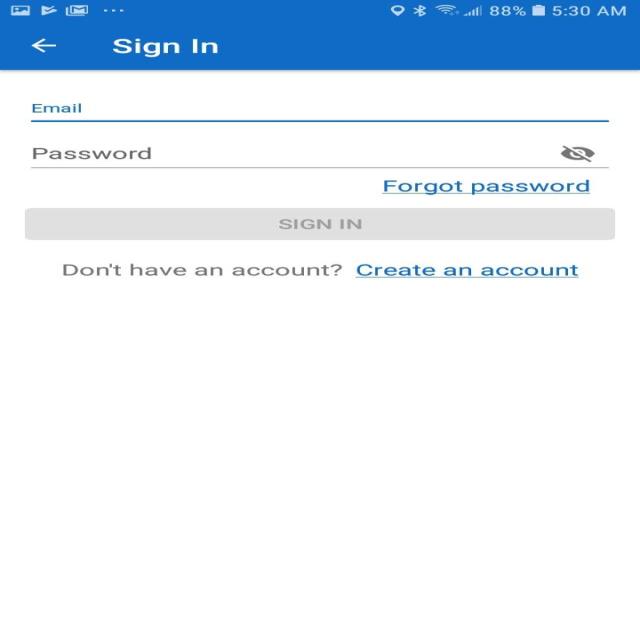 88% 5:30 AM
Sign In
Email
Password
Forgot password
SIGN IN
Don't have an account? Create an account